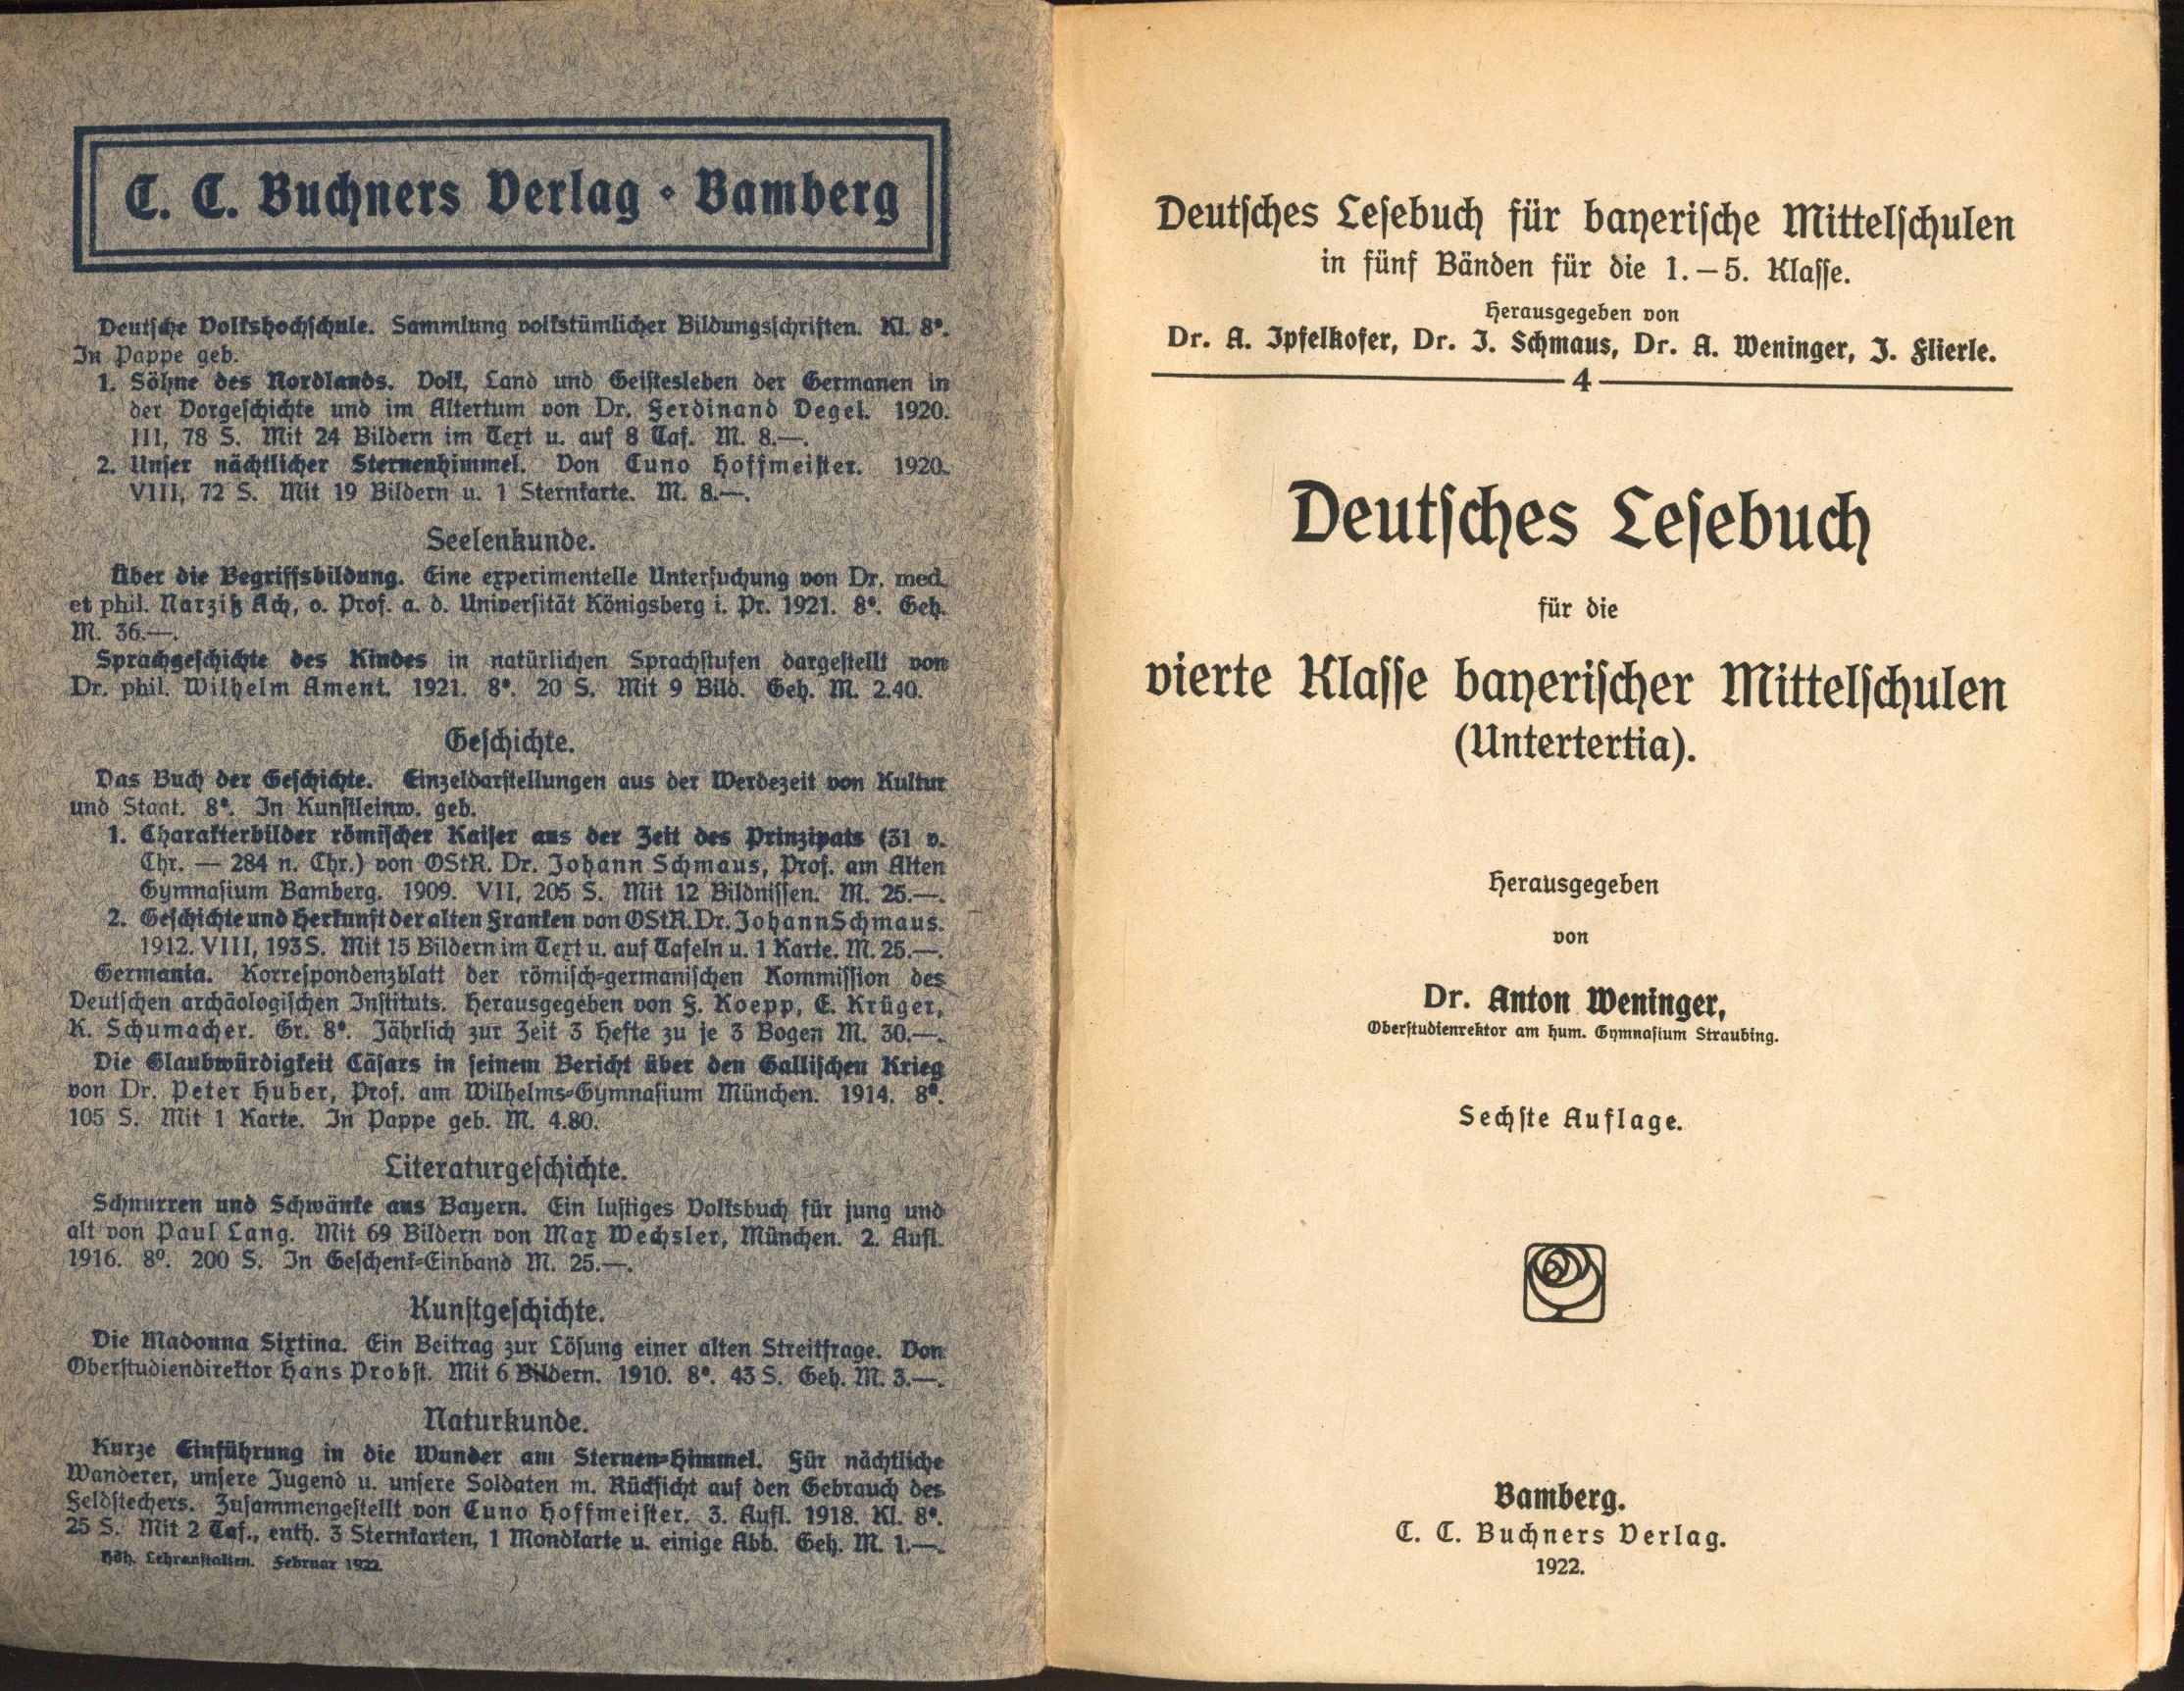 C. C. Buchners Verlag • Bamberg
Deutsche Volkshochschule. Sammlung volkstümlicher Bildungsschriften. Kl. 8°.
In Pappe geb.
1. Söhne des Nordlands. Volk, Land und Geistesleben der Germanen in
der Vorgeschichte und im Altertum von Dr. Ferdinand Degel. 1920.
III, 78 S. Mit 24 Bildern im Text u. auf 8 Taf. M. 8.—.
2. Unser nächtlicher Sternenhimmel. Von Cuno Hoffmeister. 1920.
VIII, 72 S. Mit 19 Bildern u. 1 Sternkarte. M. 8.—.
Seelenkunde.
Über die Begriffsbildung. Eine experimentelle Untersuchung von Dr. med.
et phil. Narziß Ach, o. Prof. a. d. Universität Königsberg i. Pr. 1921. 8°. Geh.
M. 36.—.
Sprachgeschichte des Kindes in natürlichen Sprachstufen dargestellt von
Dr. phil. Wilhelm Ament. 1921. 8°. 20 S. Mit 9 Bild. Geh. M. 2.40.
Geschichte.
Das Buch der Geschichte. Einzeldarstellungen aus der Werdezeit von Kultur
und Staat. 8°. In Kunstleinw. geb.
1. Charakterbilder römischer Kaiser aus der Zeit des Prinzipats (31 v.
Chr. — 284 n. Chr.) von OStR. Dr. Johann Schmaus, Prof. am Alten
Gymnasium Bamberg. 1909. VII, 205 S. Mit 12 Bildnissen. M. 25.—.
2. Geschichte und Herkunft der alten Franken von OStR. Dr. Johann Schmaus.
1912. VIII, 193 S. Mit 15 Bildern im Text u. auf Tafeln u. 1 Karte. M. 25.—.
Germania. Korrespondenzblatt der römisch-germanischen Kommission des
Deutschen archäologischen Instituts. Herausgegeben von F. Koepp, E. Krüger,
K. Schumacher. Gr. 8°. Jährlich zur Zeit 3 Hefte zu je 3 Bogen M. 30.—.
Die Glaubwürdigkeit Cäsars in seinem Bericht über den Gallischen Krieg
von Dr. Peter Huber, Prof. am Wilhelms-Gymnasium München. 1914. 8°.
105 S. Mit 1 Karte. In Pappe geb. M. 4.80.
Literaturgeschichte.
Schnurren und Schwänke aus Bayern. Ein lustiges Volksbuch für jung und
alt von Paul Lang. Mit 69 Bildern von Max Wechsler, München. 2. Aufl.
1916. 8°. 200 S. In Geschenk-Einband M. 25.—.
Kunstgeschichte.
Die Madonna Sixtina. Ein Beitrag zur Lösung einer alten Streitfrage. Von
Oberstudiendirektor Hans Probst. Mit 6 Bildern. 1910. 8°. 43 S. Geh. M. 3.—.
Naturkunde.
Kurze Einführung in die Wunder am Sternen-Himmel. Für nächtliche
Wanderer, unsere Jugend u. unsere Soldaten m. Rücksicht auf den Gebrauch des
Feldstechers. Zusammengestellt von Cuno Hoffmeister. 3. Aufl. 1918. Kl. 8°.
25 S. Mit 2 Taf., enth. 3 Sternkarten, 1 Mondkarte u. einige Abb. Geh. M. 1.—.
Höh. Lehranstalten. Februar 1922.
Deutsches Lesebuch für bayerische Mittelschulen
in fünf Bänden für die 1.—5. Klasse.
Herausgegeben von
Dr. A. Ipfelkofer, Dr. J. Schmaus, Dr. A. Weninger, J. Flierle.
4
Deutsches Lesebuch
für die
vierte Klasse bayerischer Mittelschulen
(Untertertia).
Herausgegeben
von
Dr. Anton Weninger,
Oberstudienrektor am hum. Gymnasium Straubing.
Sechste Auflage.
Bamberg.
C. C. Buchners Verlag.
1922.